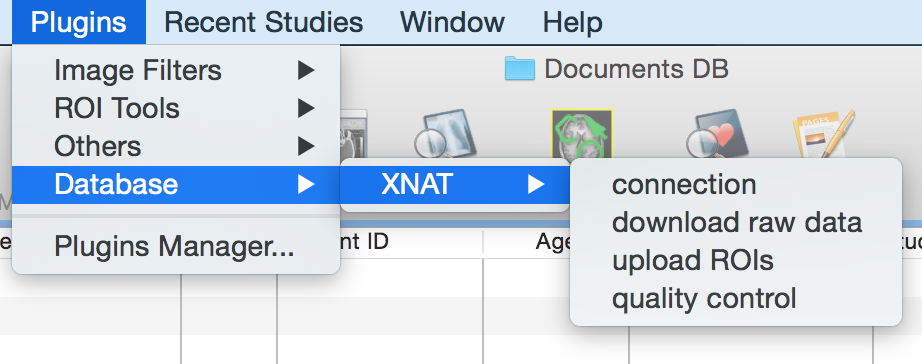 Plugins Recent Studies Window Help
Image Filters
Documents DB
ROI Tools
Others
PAGES
Database
XNAT
connection
download raw data
upload ROIs
quality control
Plugins Manager...
nt ID
Age